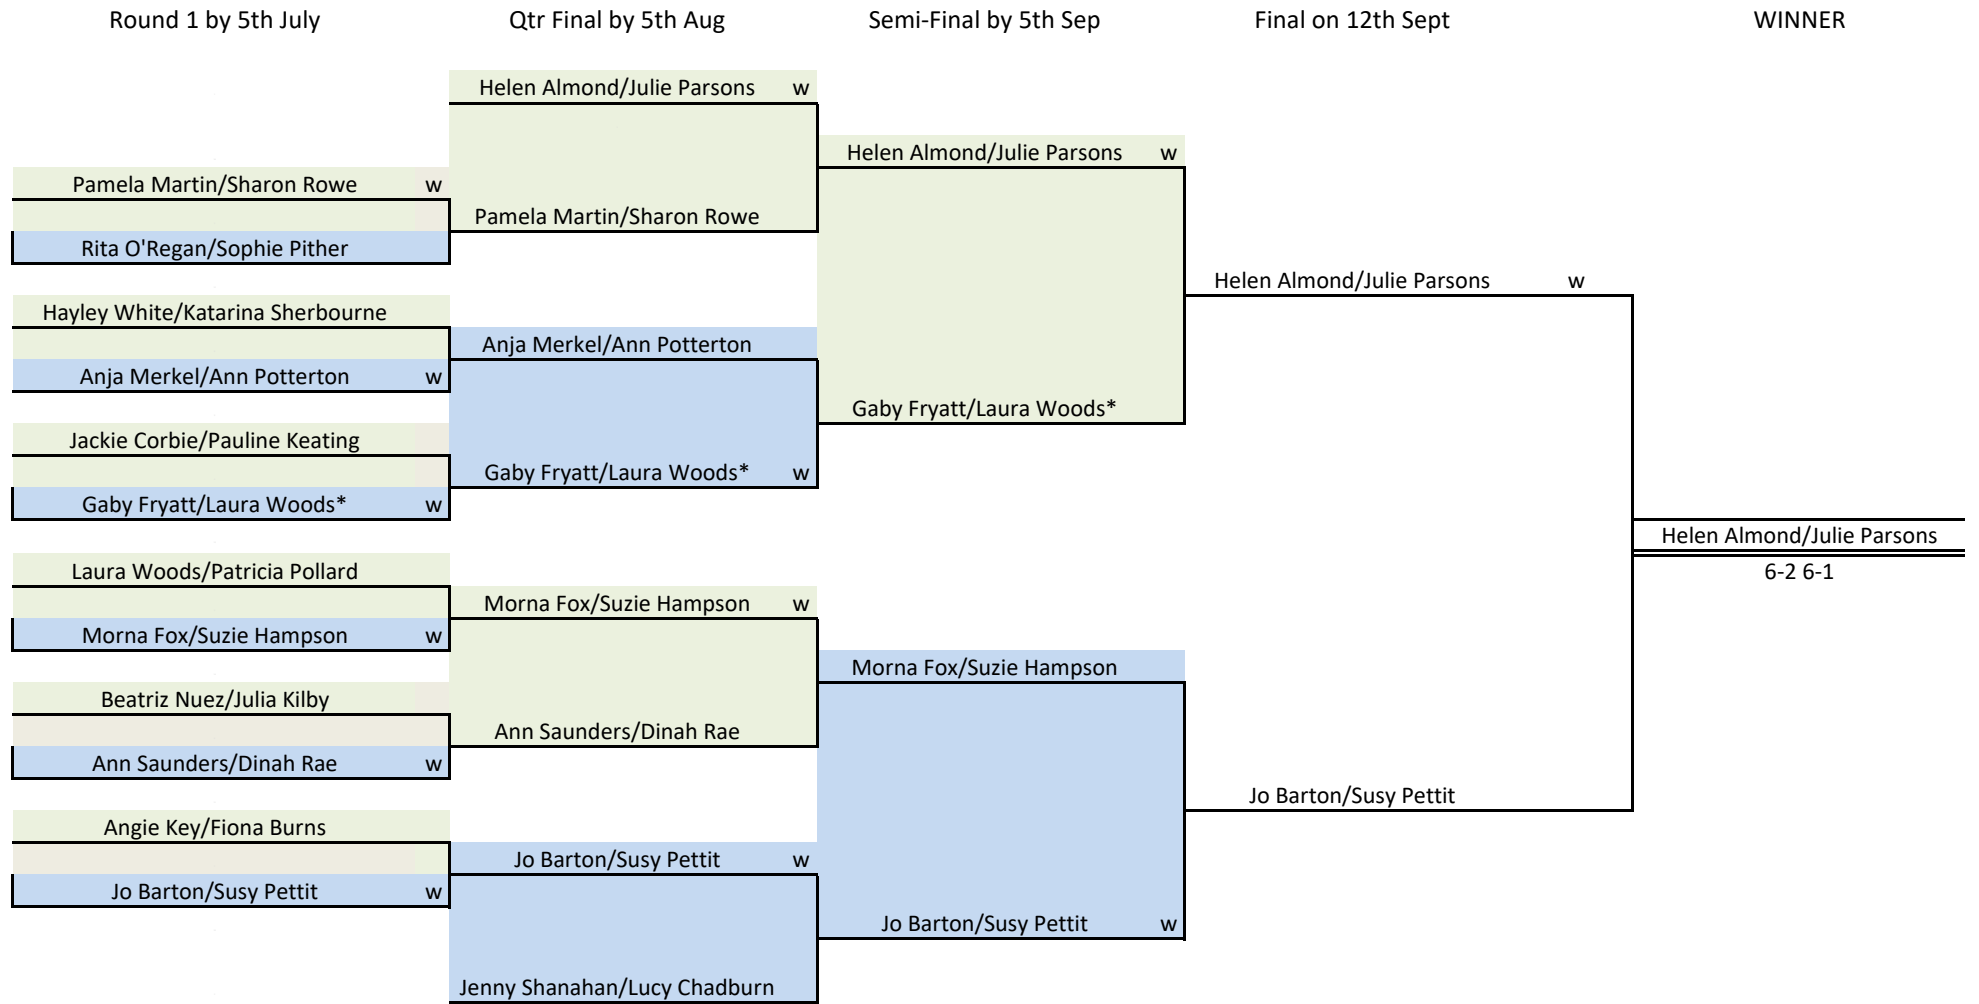 Round 1 by 5th July
Qtr Final by 5th Aug
Semi-Final by 5th Sep
Final on 12th Sept
WINNER
Helen Almond/Julie Parsons w
Helen Almond/Julie Parsons w
Pamela Martin/Sharon Rowe w
Pamela Martin/Sharon Rowe
Rita O'Regan/Sophie Pither
Helen Almond/Julie Parsons w
Hayley White/Katarina Sherbourne
Anja Merkel/Ann Potterton
Anja Merkel/Ann Potterton w
Gaby Fryatt/Laura Woods*
Jackie Corbie/Pauline Keating
Gaby Fryatt/Laura Woods* w
Gaby Fryatt/Laura Woods* w
Helen Almond/Julie Parsons
6-2 6-1
Laura Woods/Patricia Pollard
Morna Fox/Suzie Hampson w
Morna Fox/Suzie Hampson w
Morna Fox/Suzie Hampson
Beatriz Nuez/Julia Kilby
Ann Saunders/Dinah Rae
Ann Saunders/Dinah Rae w
Jo Barton/Susy Pettit
Angie Key/Fiona Burns
Jo Barton/Susy Pettit w
Jo Barton/Susy Pettit w
Jo Barton/Susy Pettit w
Jenny Shanahan/Lucy Chadburn